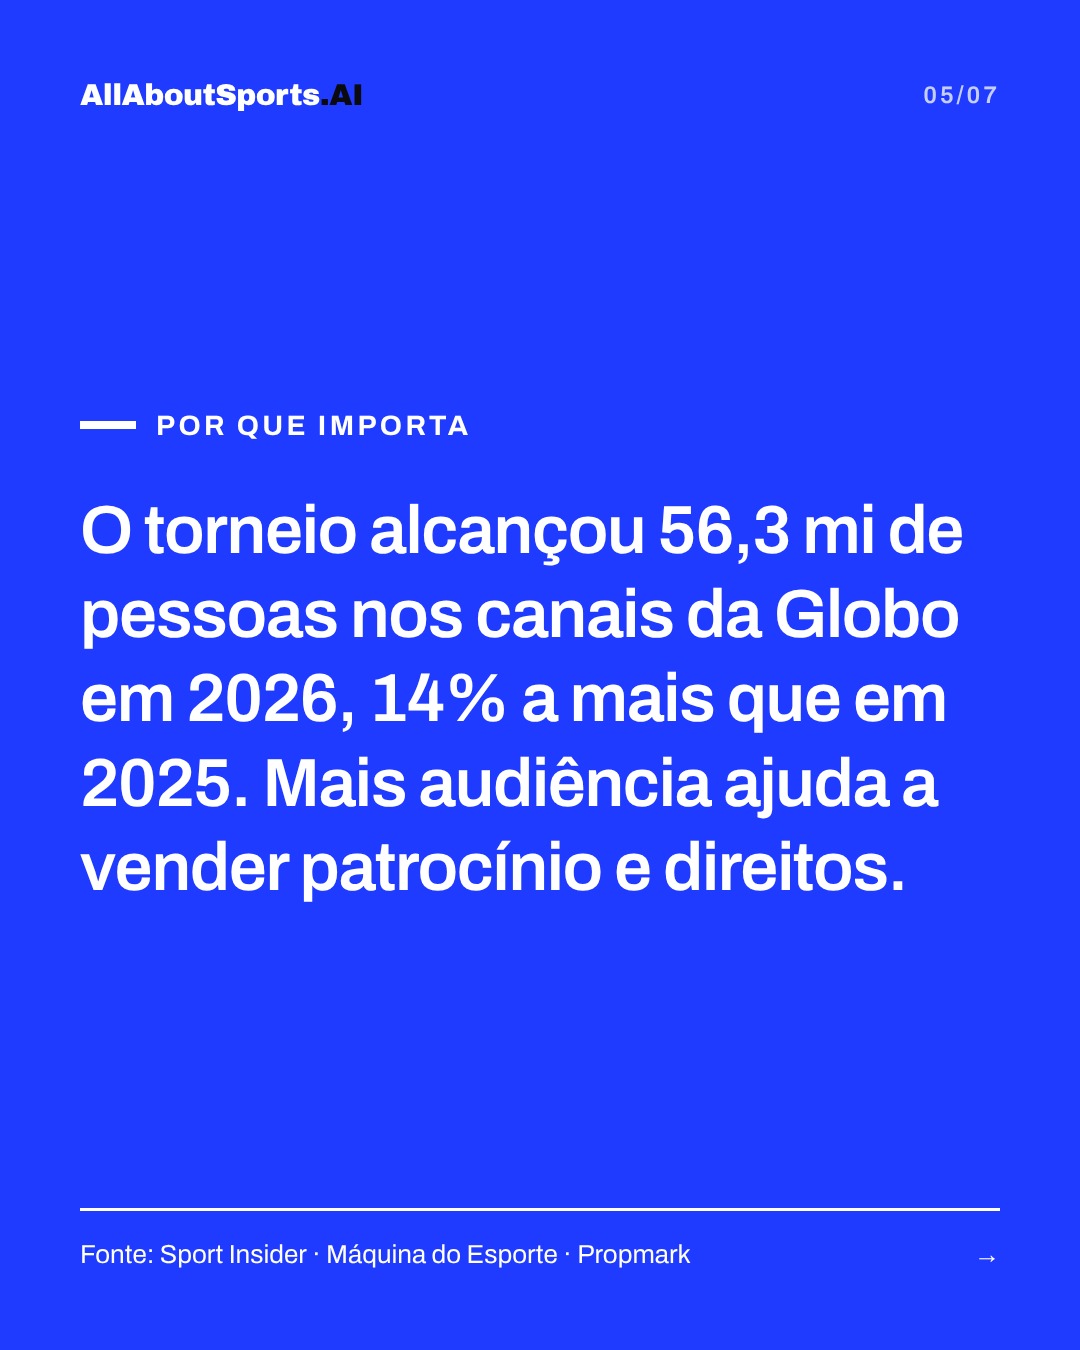 AllAboutSports.AI
05/07
POR QUE IMPORTA
O torneio alcançou 56,3 mi de
pessoas nos canais da Globo
em 2026, 14% a mais que em
2025. Mais audiência ajuda a
vender patrocínio e direitos.
Fonte: Sport Insider · Máquina do Esporte · Propmark
→